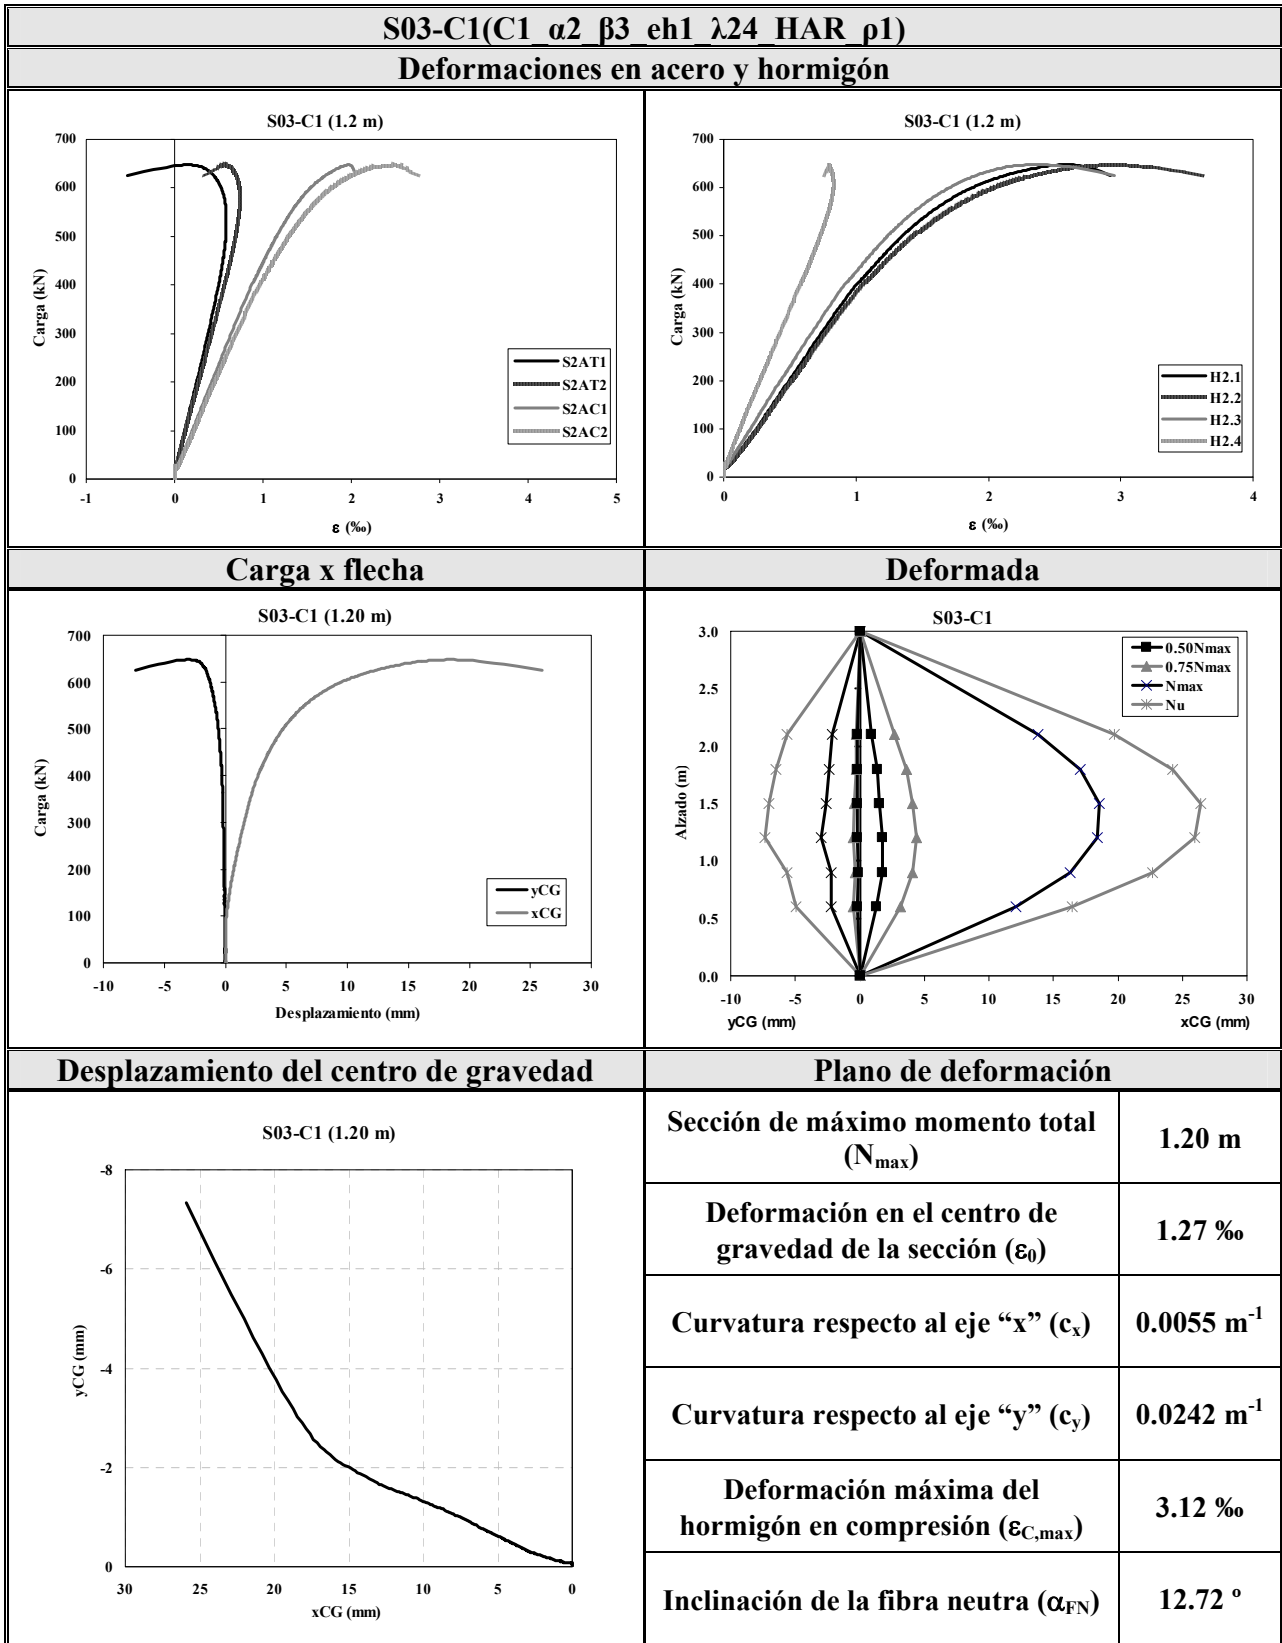 S03-C1(C1_α2_β3_eh1_λ24_HAR_ρ1)
Deformaciones en acero y hormigón
S03-C1 (1.2 m)
700
600
500
400
300
200
100
0
-1
0
1
2
3
4
5
Carga (kN)
ε (‰)
S2AT1
S2AT2
S2AC1
S2AC2
S03-C1 (1.2 m)
700
600
500
400
300
200
100
0
0
1
2
3
4
Carga (kN)
ε (‰)
H2.1
H2.2
H2.3
H2.4
Carga x flecha
Deformada
S03-C1 (1.20 m)
700
600
500
400
300
200
100
0
-10
-5
0
5
10
15
20
25
30
Carga (kN)
Desplazamiento (mm)
yCG
xCG
S03-C1
3.0
2.5
2.0
1.5
1.0
0.5
0.0
-10
-5
0
5
10
15
20
25
30
Alzado (m)
yCG (mm)
xCG (mm)
0.50Nmax
0.75Nmax
Nmax
Nu
Desplazamiento del centro de gravedad
Plano de deformación
S03-C1 (1.20 m)
-8
-6
-4
-2
0
30
25
20
15
10
5
0
yCG (mm)
xCG (mm)
Sección de máximo momento total
(Nmax)
1.20 m
Deformación en el centro de
gravedad de la sección (ε0)
1.27 ‰
Curvatura respecto al eje “x” (cx)
0.0055 m-1
Curvatura respecto al eje “y” (cy)
0.0242 m-1
Deformación máxima del
hormigón en compresión (εC,max)
3.12 ‰
Inclinación de la fibra neutra (αFN)
12.72 º